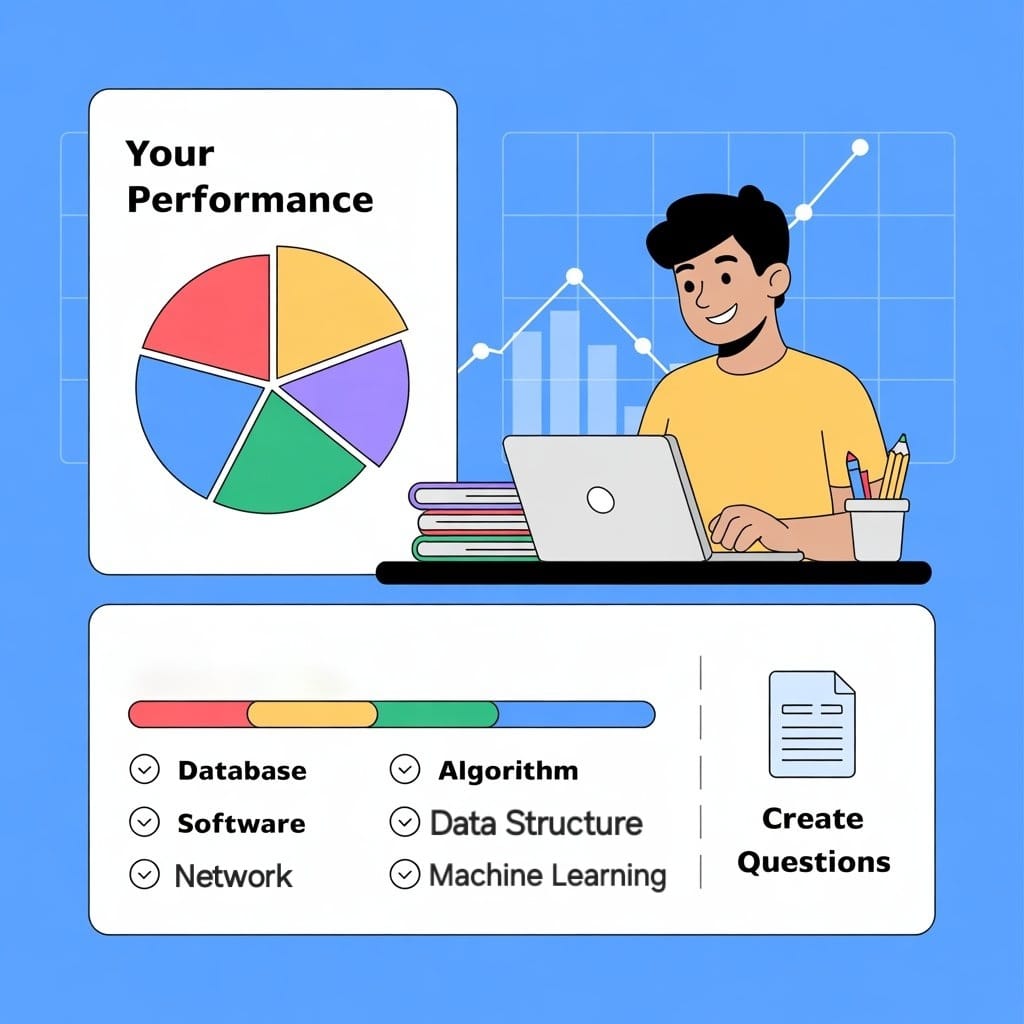 Your
Performance
Database
Algorithm
Software
Data Structure
Network
Machine Learning
Create
Questions